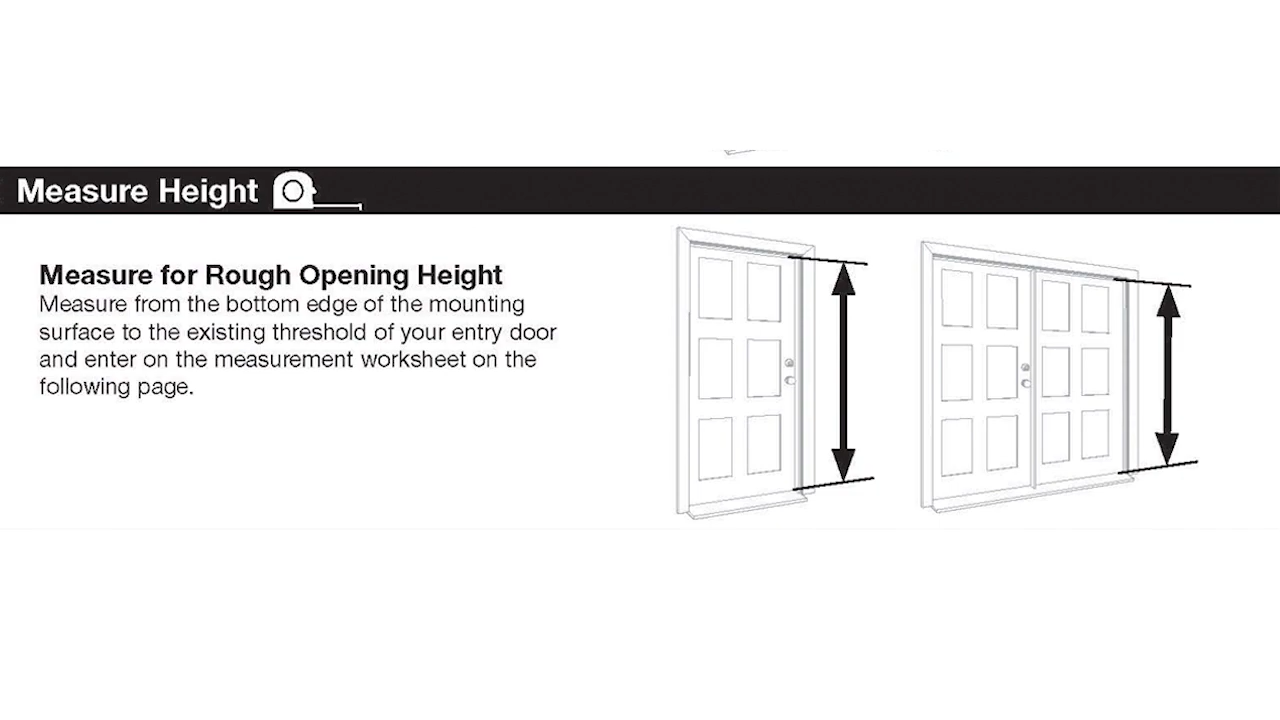 Measure Height
Measure for Rough Opening Height
Measure from the bottom edge of the mounting
surface to the existing threshold of your entry door
and enter on the measurement worksheet on the
following page.